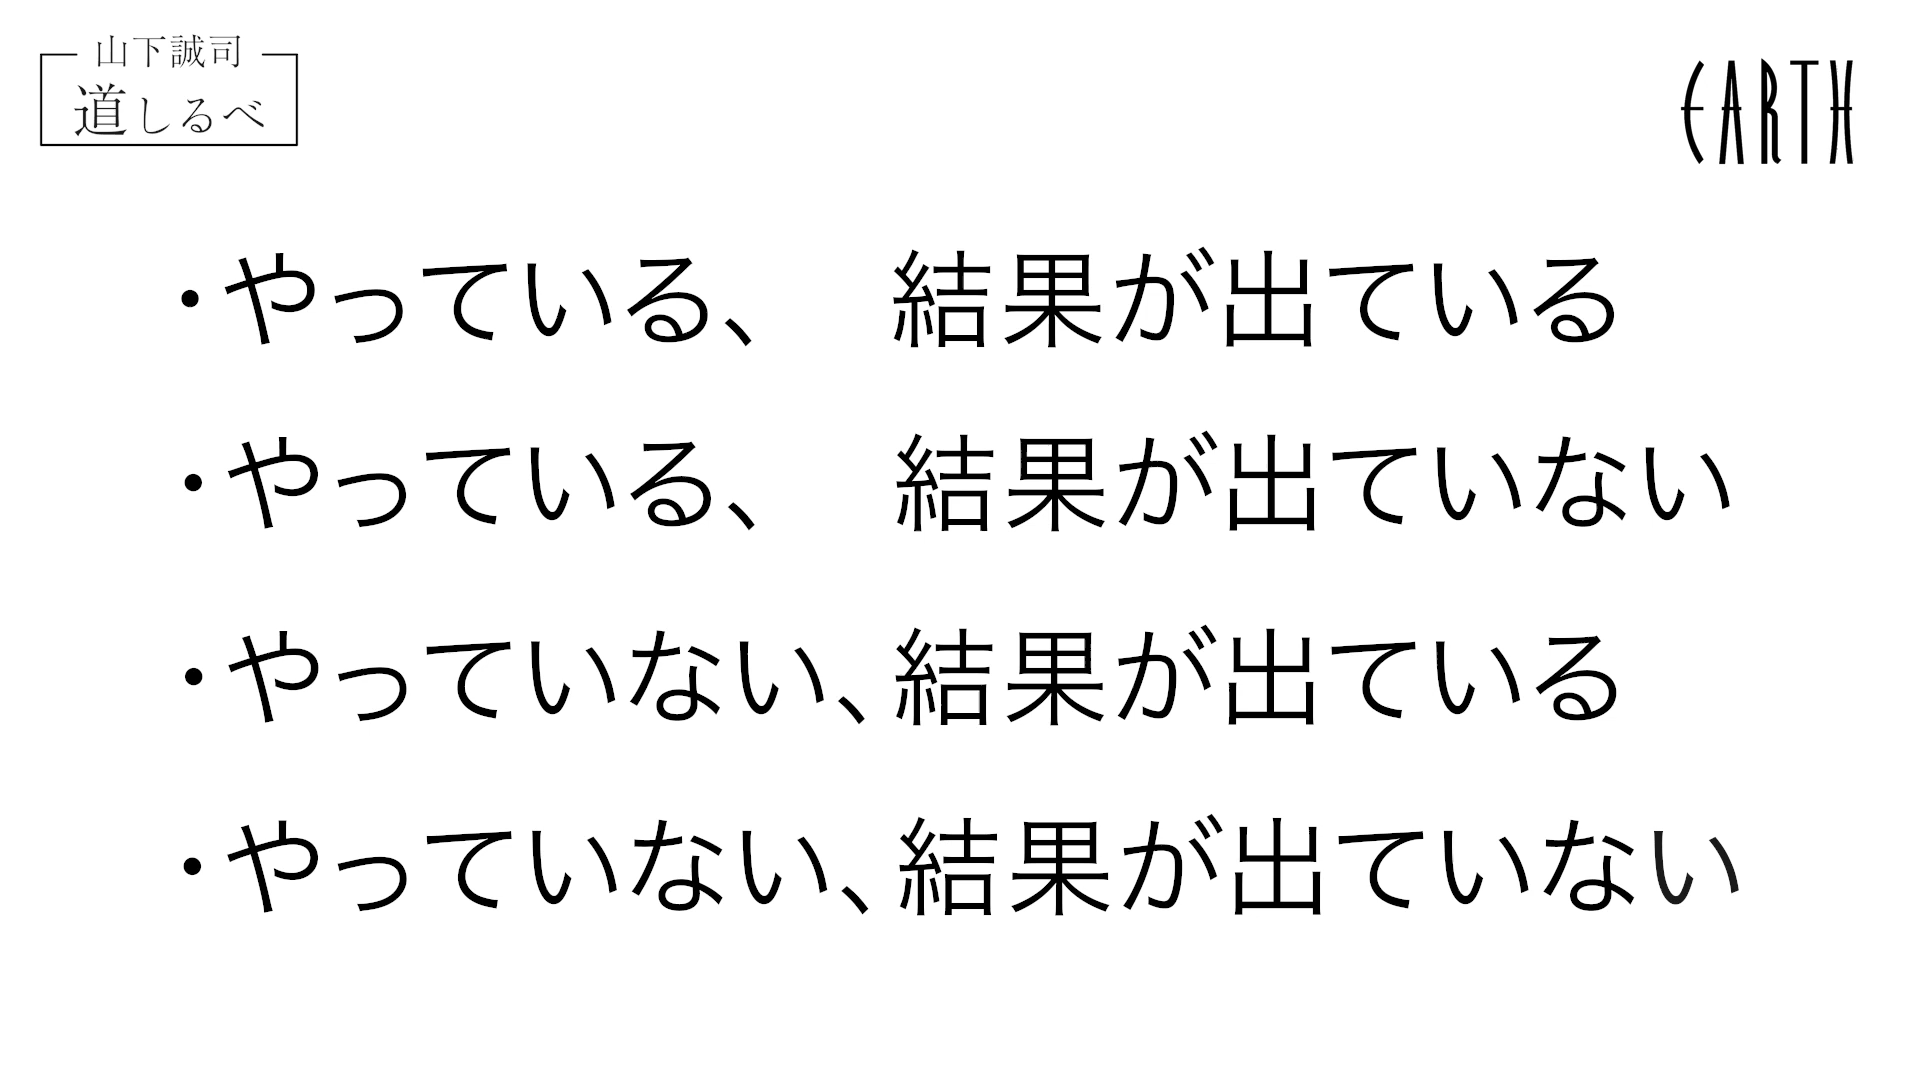 山下誠司
道しるべ
EARTH
・やっている、　結果が出ている
・やっている、　結果が出ていない
・やっていない、結果が出ている
・やっていない、結果が出ていない